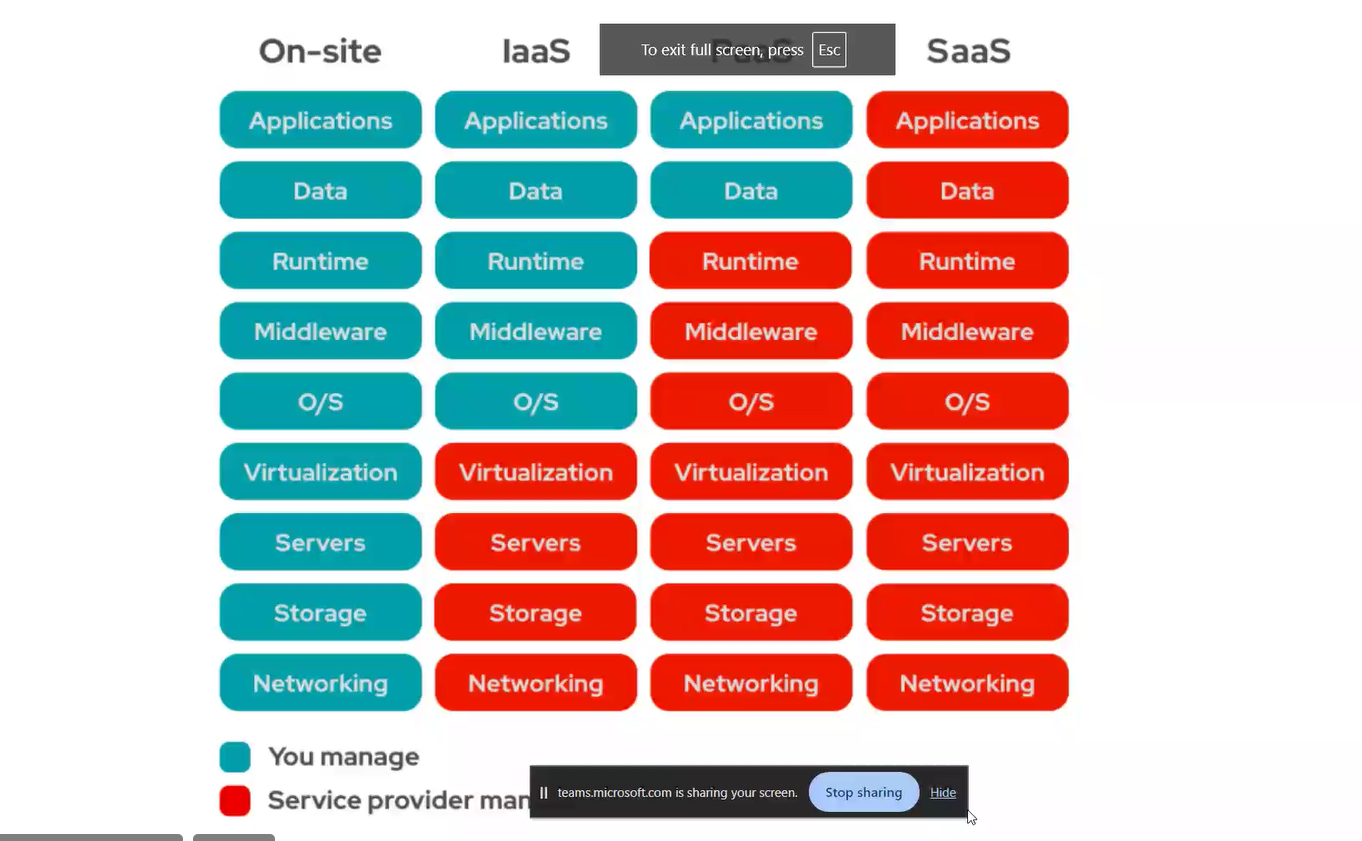 On-site IaaS PaaS SaaS
To exit full screen, press Esc
Applications Applications Applications Applications
Data Data Data Data
Runtime Runtime Runtime Runtime
Middleware Middleware Middleware Middleware
O/S O/S O/S O/S
Virtualization Virtualization Virtualization Virtualization
Servers Servers Servers Servers
Storage Storage Storage Storage
Networking Networking Networking Networking
You manage
Service provider man
teams.microsoft.com is sharing your screen. Stop sharing Hide